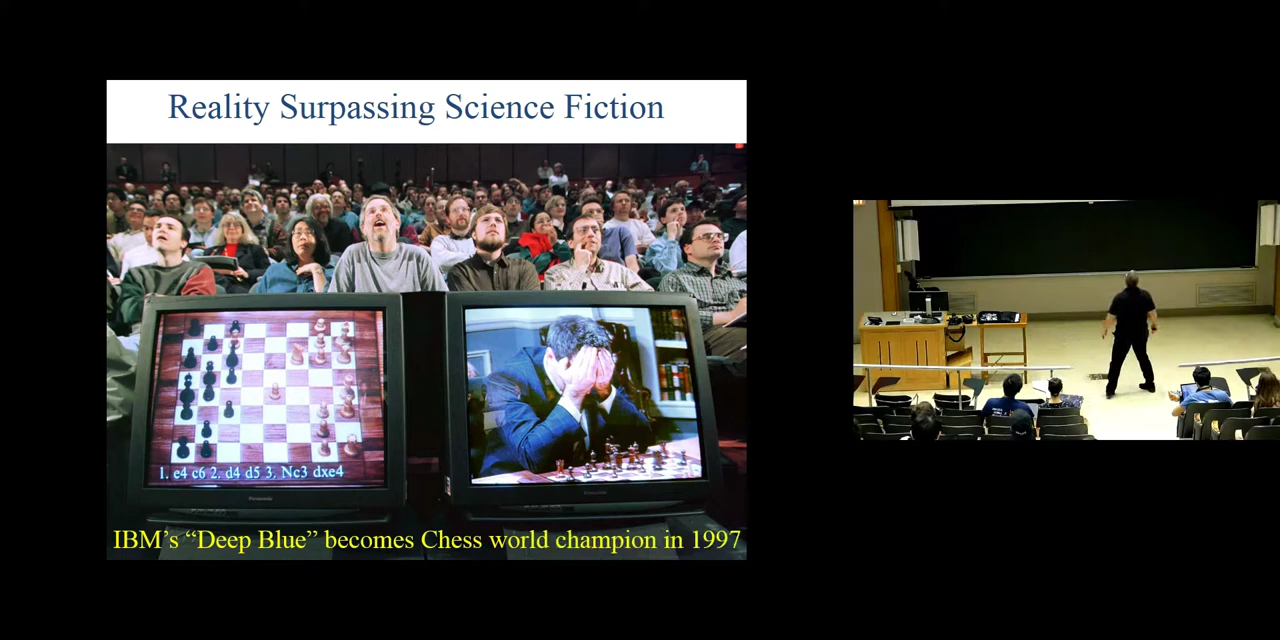 Reality Surpassing Science Fiction
1. e4 c6 2. d4 d5 3. Nc3 dxe4
Panasonic
IBM's “Deep Blue” becomes Chess world champion in 1997